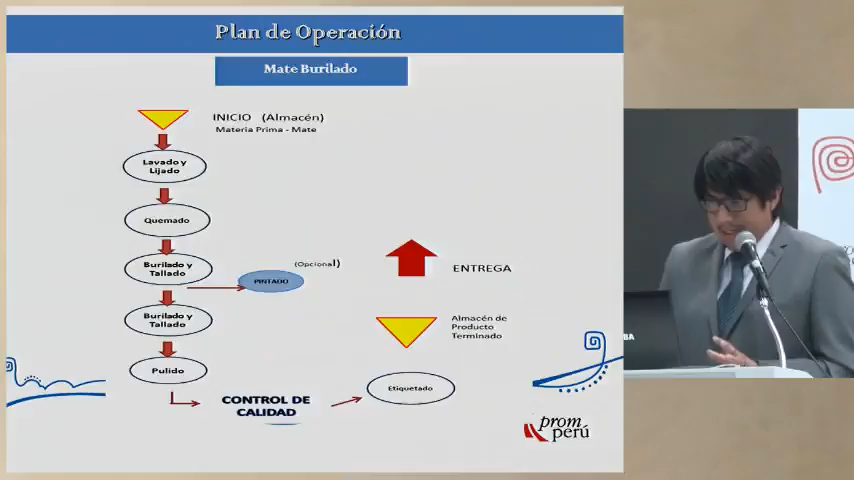 Plan de Operación
Mate Burilado
INICIO (Almacén)
Materia Prima - Mate
Lavado y
Lijado
Quemado
Burilado y
Tallado
(Opcional)
PINTADO
ENTREGA
Burilado y
Tallado
Almacén de
Producto
Terminado
Pulido
Etiquetado
CONTROL DE
CALIDAD
prom
perú
BA